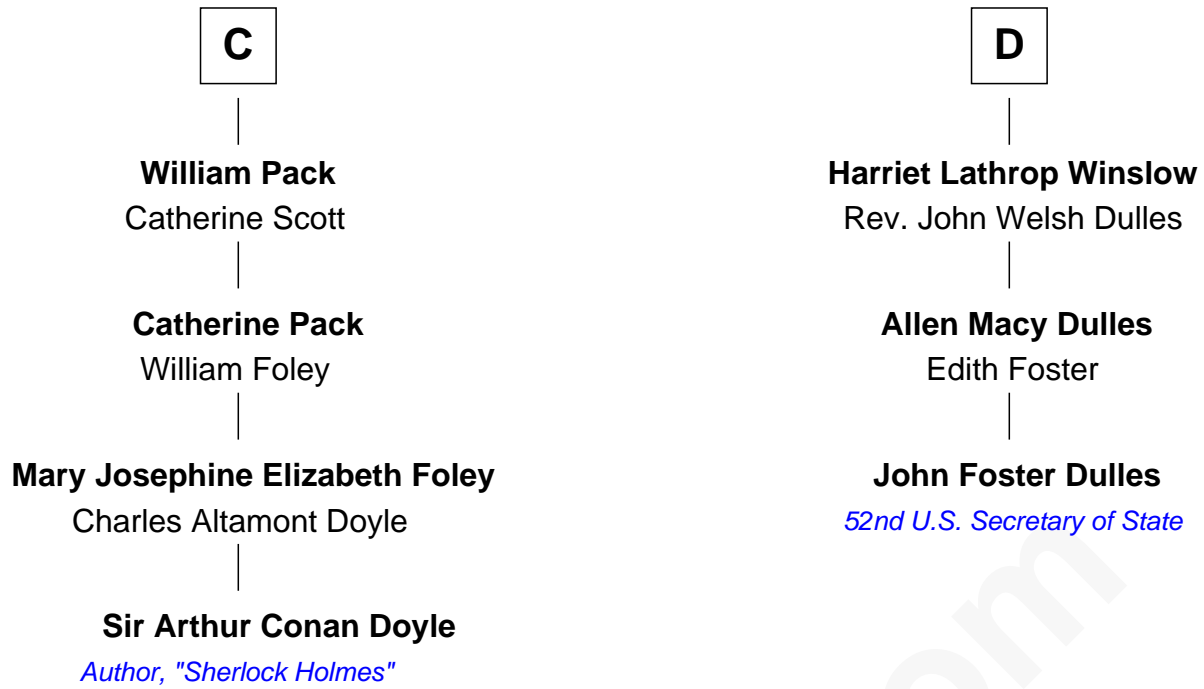 C
William Pack
Catherine Scott
Catherine Pack
William Foley
Mary Josephine Elizabeth Foley
Charles Altamont Doyle
Sir Arthur Conan Doyle
Author, "Sherlock Holmes"
D
Harriet Lathrop Winslow
Rev. John Welsh Dulles
Allen Macy Dulles
Edith Foster
John Foster Dulles
52nd U.S. Secretary of State
om